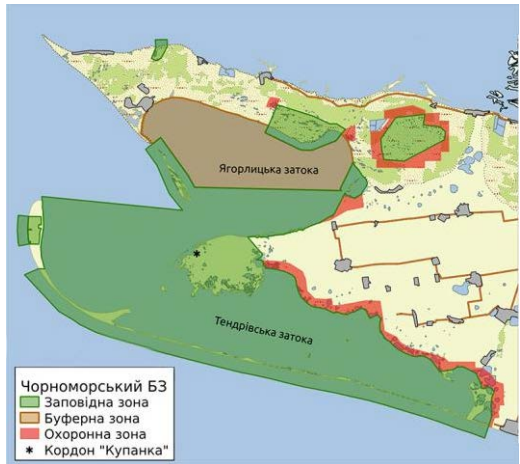 Ягорлицька затока
Тендрівська затока
Чорноморський БЗ
Заповідна зона
Буферна зона
Охоронна зона
* Кордон "Купанка"